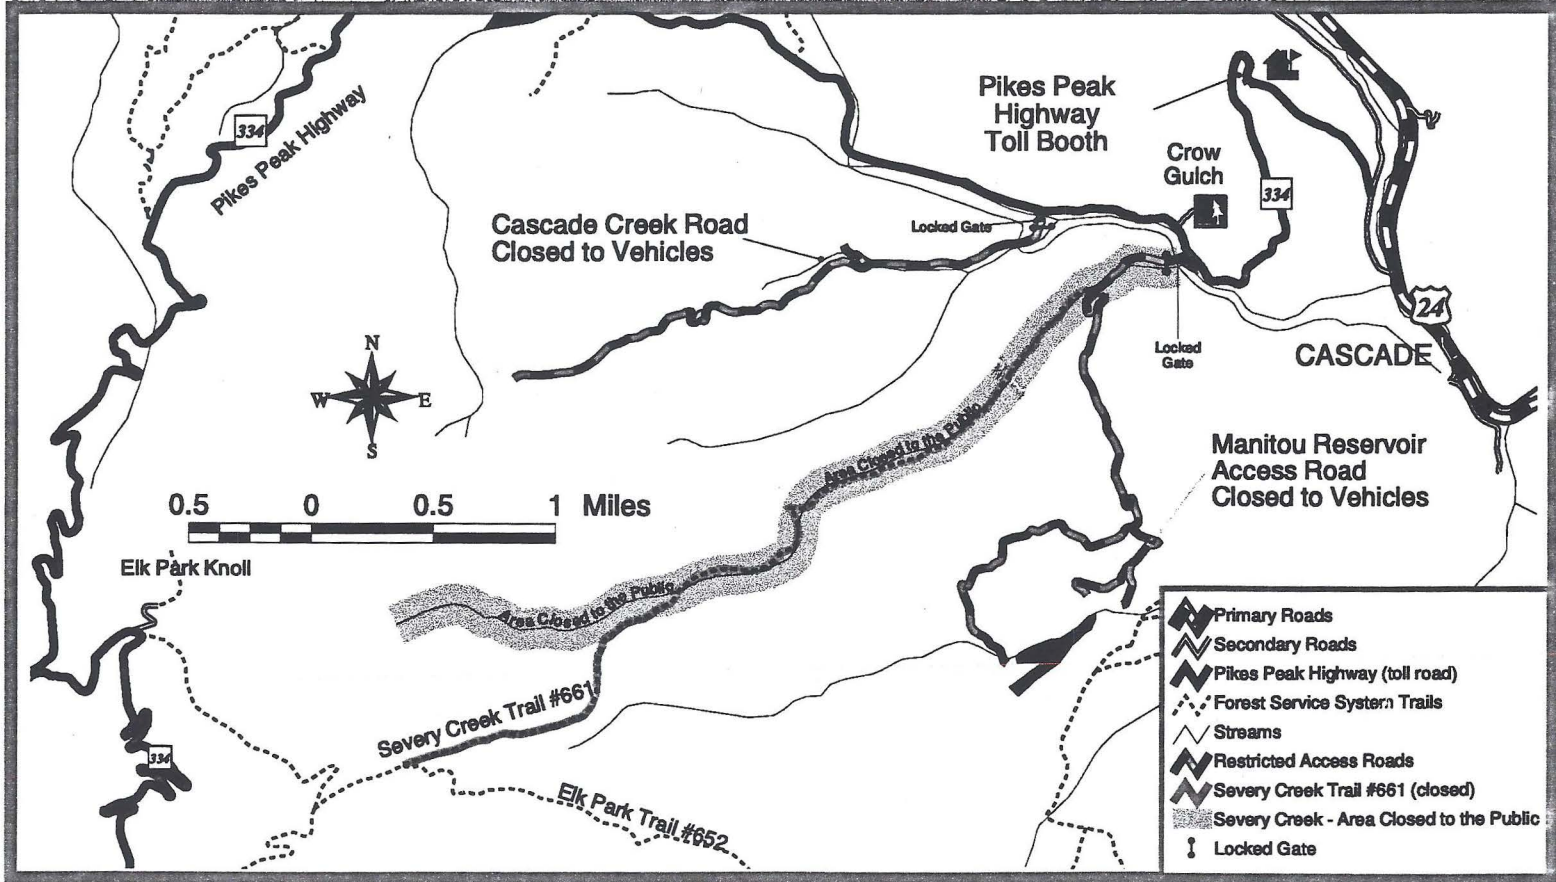 334
Pikes Peak Highway
Pikes Peak
Highway
Toll Booth
Crow
Gulch
334
Cascade Creek Road
Closed to Vehicles
Locked Gate
24
Locked
Gate
CASCADE
N
W E
S
Area Closed to the Public
Manitou Reservoir
Access Road
Closed to Vehicles
0.5 0 0.5 1 Miles
Elk Park Knoll
Area Closed to the Public
Severy Creek Trail #661
334
Elk Park Trail #652
Primary Roads
Secondary Roads
Pikes Peak Highway (toll road)
Forest Service System Trails
Streams
Restricted Access Roads
Severy Creek Trail #661 (closed)
Severy Creek - Area Closed to the Public
Locked Gate